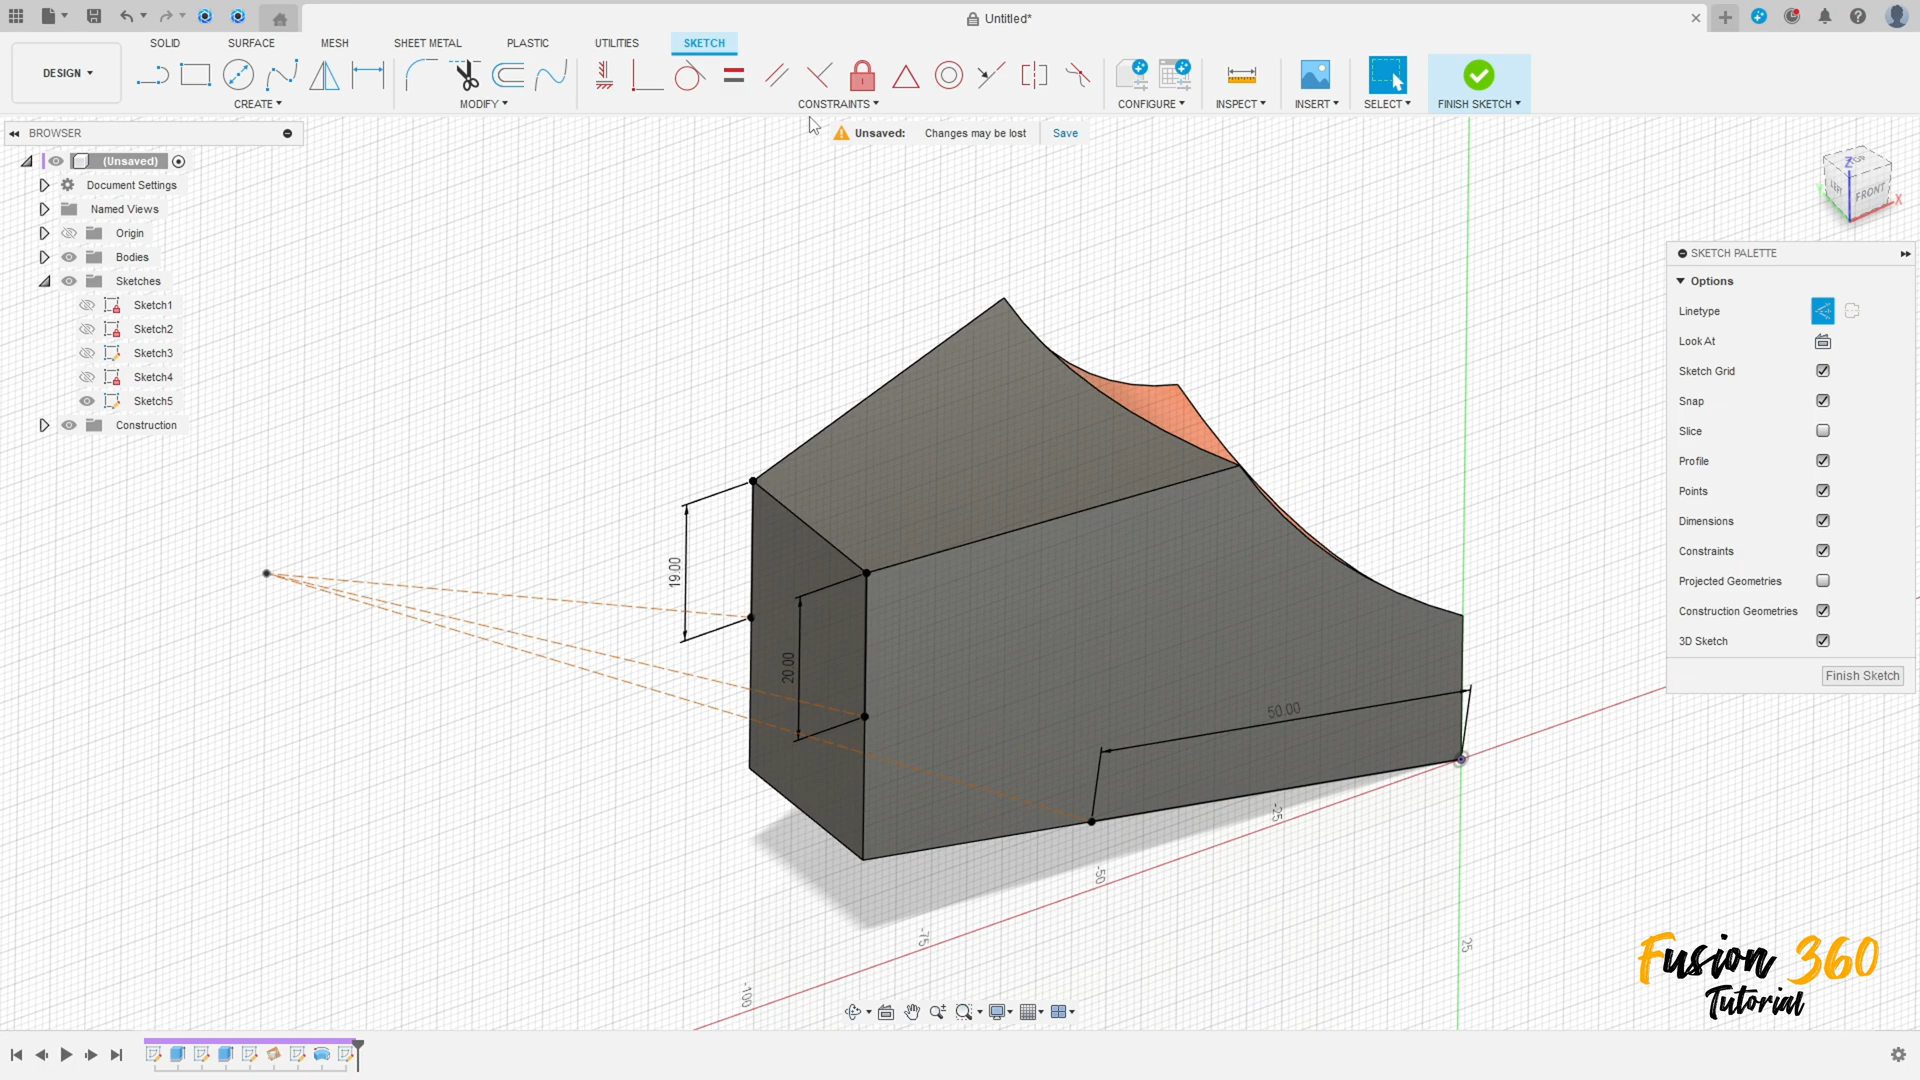 Untitled*
SOLID
SURFACE
MESH
SHEET METAL
PLASTIC
UTILITIES
SKETCH
DESIGN
CREATE
MODIFY
CONSTRAINTS
CONFIGURE
INSPECT
INSERT
SELECT
FINISH SKETCH
BROWSER
Unsaved: Changes may be lost Save
(Unsaved)
Document Settings
Named Views
Origin
Bodies
Sketches
Sketch1
Sketch2
Sketch3
Sketch4
Sketch5
Construction
Z
LEFT
FRONT
X
SKETCH PALETTE
Options
Linetype
Look At
Sketch Grid
Snap
Slice
Profile
Points
Dimensions
Constraints
Projected Geometries
Construction Geometries
3D Sketch
Finish Sketch
19.00
20.00
50.00
-25
-50
-75
-100
25
Fusion 360
Tutorial